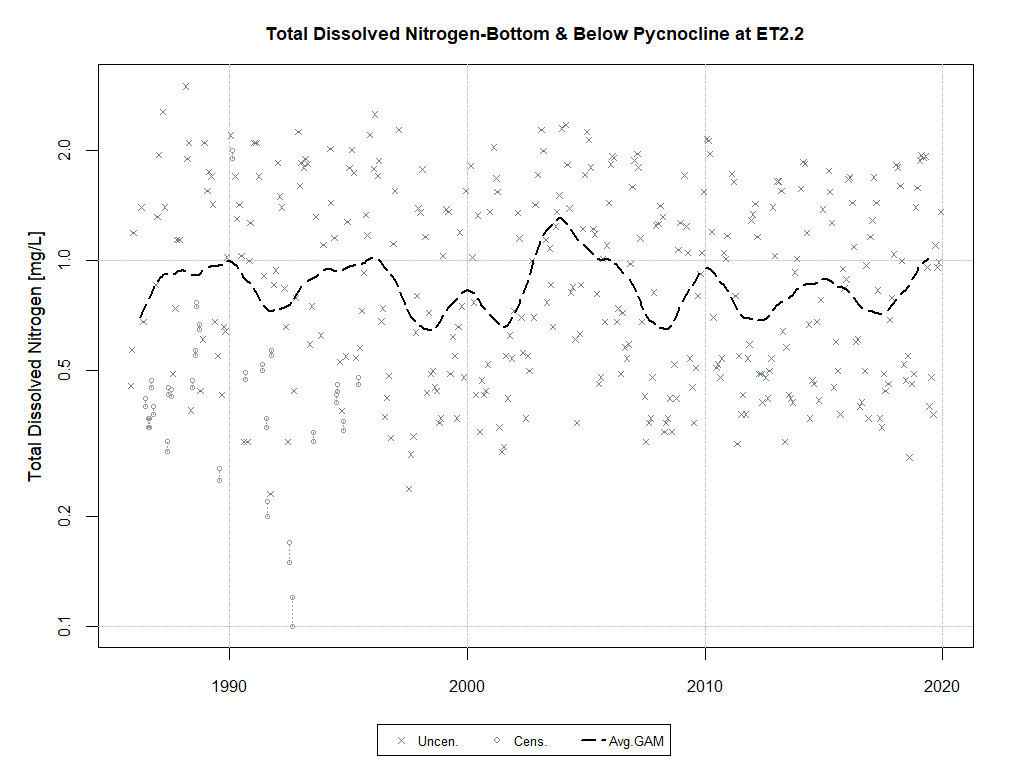 Total Dissolved Nitrogen-Bottom & Below Pycnocline at ET2.2
Total Dissolved Nitrogen [mg/L]
2.0
1.0
0.5
0.2
0.1
1990 2000 2010 2020
Uncen. Cens. Avg.GAM